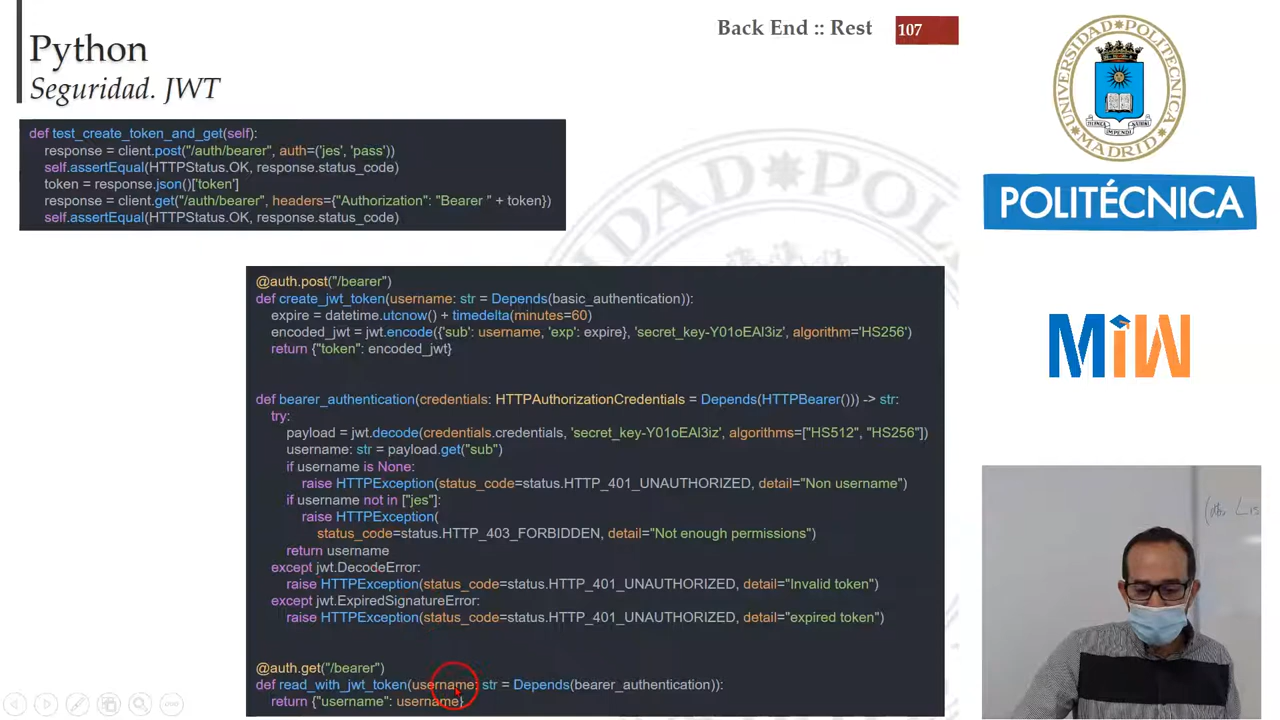 Python
Seguridad. JWT
Back End :: Rest
107
def test_create_token_and_get(self):
response = client.post("/auth/bearer", auth=('jes', 'pass'))
self.assertEqual(HTTPStatus.OK, response.status_code)
token = response.json()['token']
response = client.get("/auth/bearer", headers={"Authorization": "Bearer " + token})
self.assertEqual(HTTPStatus.OK, response.status_code)
@auth.post("/bearer")
def create_jwt_token(username: str = Depends(basic_authentication)):
expire = datetime.utcnow() + timedelta(minutes=60)
encoded_jwt = jwt.encode({'sub': username, 'exp': expire}, 'secret_key-Y01oEAl3iz', algorithm='HS256')
return {"token": encoded_jwt}
def bearer_authentication(credentials: HTTPAuthorizationCredentials = Depends(HTTPBearer())) -> str:
try:
payload = jwt.decode(credentials.credentials, 'secret_key-Y01oEAl3iz', algorithms=["HS512", "HS256"])
username: str = payload.get("sub")
if username is None:
raise HTTPException(status_code=status.HTTP_401_UNAUTHORIZED, detail="Non username")
if username not in ["jes"]:
raise HTTPException(
status_code=status.HTTP_403_FORBIDDEN, detail="Not enough permissions")
return username
except jwt.DecodeError:
raise HTTPException(status_code=status.HTTP_401_UNAUTHORIZED, detail="Invalid token")
except jwt.ExpiredSignatureError:
raise HTTPException(status_code=status.HTTP_401_UNAUTHORIZED, detail="expired token")
@auth.get("/bearer")
def read_with_jwt_token(username: str = Depends(bearer_authentication)):
return {"username": username}
UNIVERSIDAD POLITÉCNICA
MADRID
POLITÉCNICA
MiW